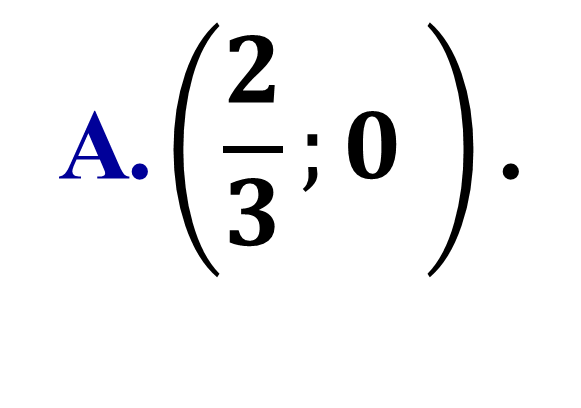 A. (2/3 ; 0).